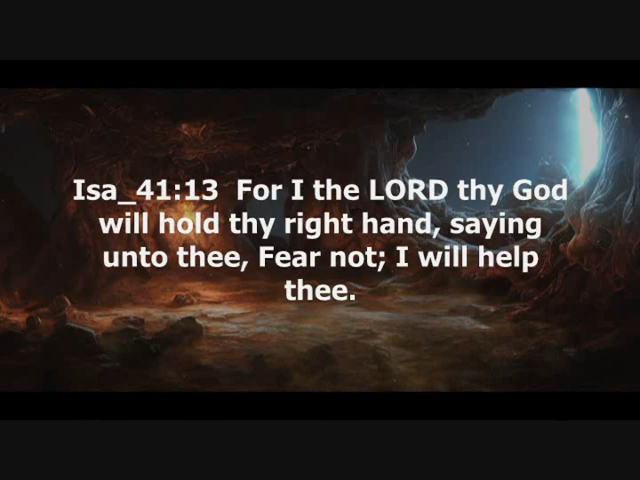 Isa_41:13  For I the LORD thy God
will hold thy right hand, saying
unto thee, Fear not; I will help
thee.